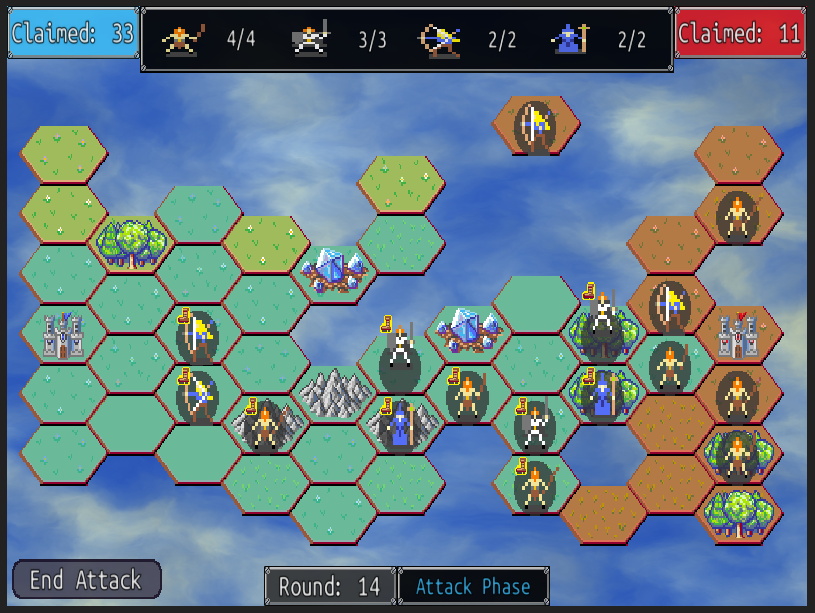 Claimed: 33
4/4
3/3
2/2
2/2
Claimed: 11
End Attack
Round: 14
Attack Phase